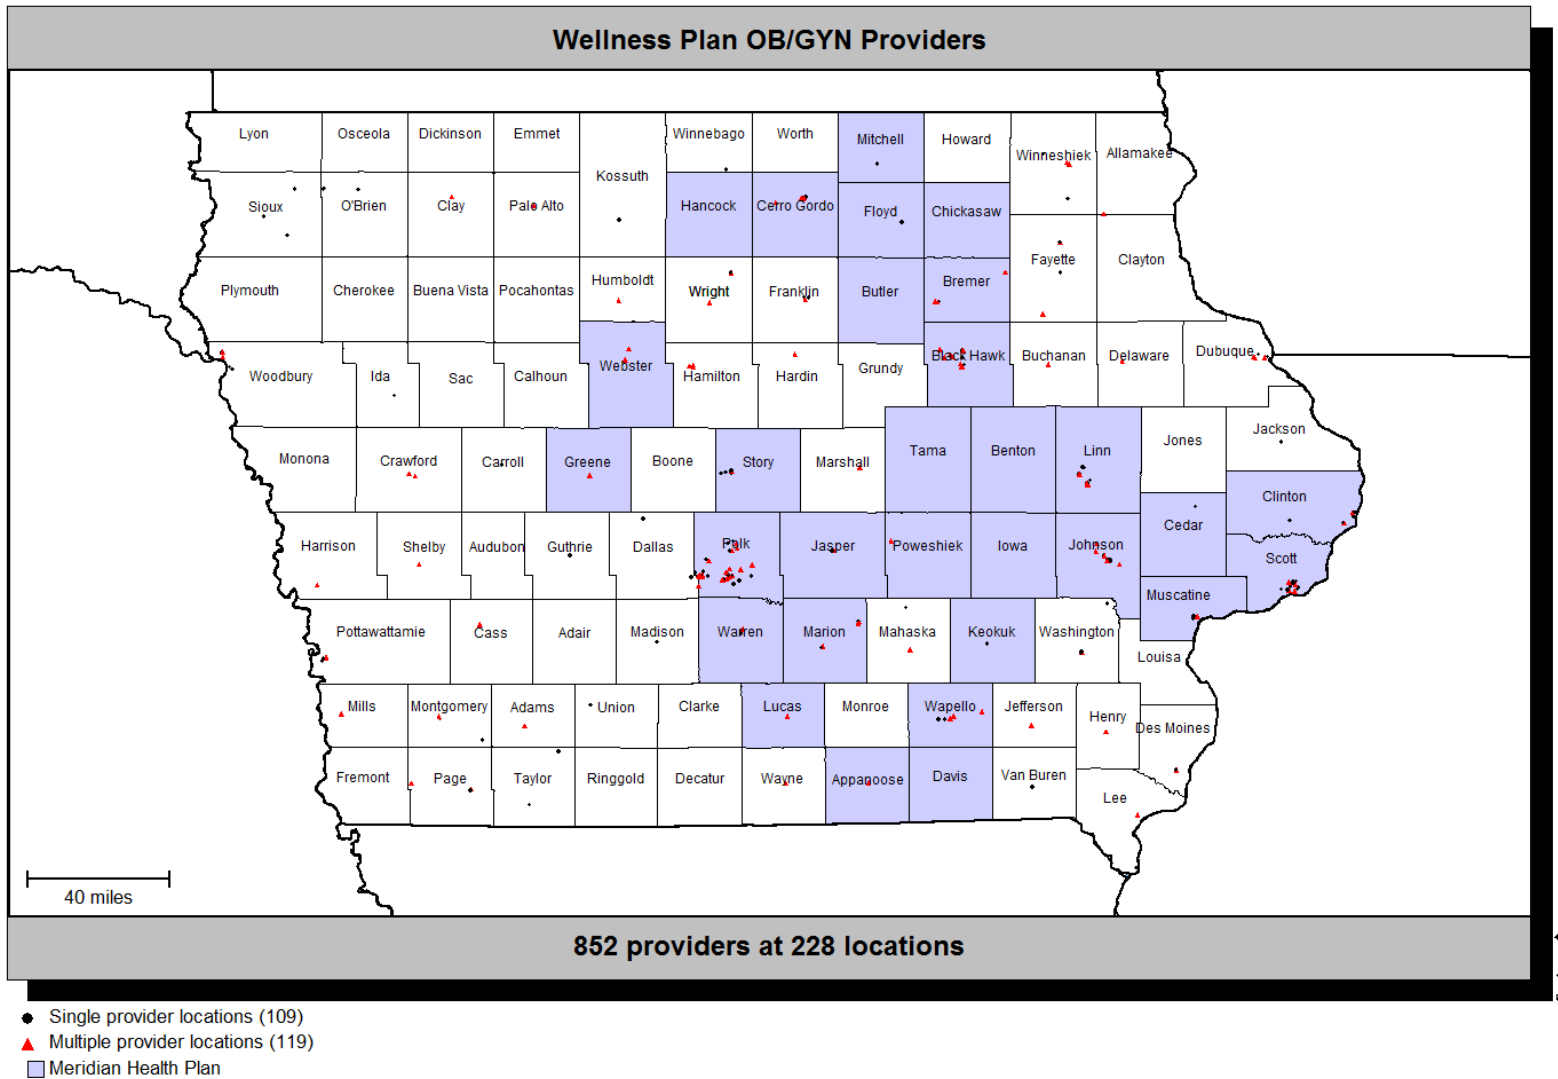 Wellness Plan OB/GYN Providers
Lyon Osceola Dickinson Emmet Winnebago Worth Mitchell Howard Winneshiek Allamakee
Kossuth
Sioux O'Brien Clay Palo Alto Hancock Cerro Gordo Floyd Chickasaw
Fayette Clayton
Plymouth Cherokee Buena Vista Pocahontas Humboldt Wright Franklin Butler Bremer
Woodbury Ida Sac Calhoun Webster Hamilton Hardin Grundy Black Hawk Buchanan Delaware Dubuque
Monona Crawford Carroll Greene Boone Story Marshall Tama Benton Linn Jones Jackson
Clinton
Cedar
Harrison Shelby Audubon Guthrie Dallas Polk Jasper Poweshiek Iowa Johnson Scott
Muscatine
Pottawattamie Cass Adair Madison Warren Marion Mahaska Keokuk Washington
Louisa
Mills Montgomery Adams Union Clarke Lucas Monroe Wapello Jefferson Henry Des Moines
Fremont Page Taylor Ringgold Decatur Wayne Appanoose Davis Van Buren Lee
40 miles
852 providers at 228 locations
Single provider locations (109)
Multiple provider locations (119)
Meridian Health Plan